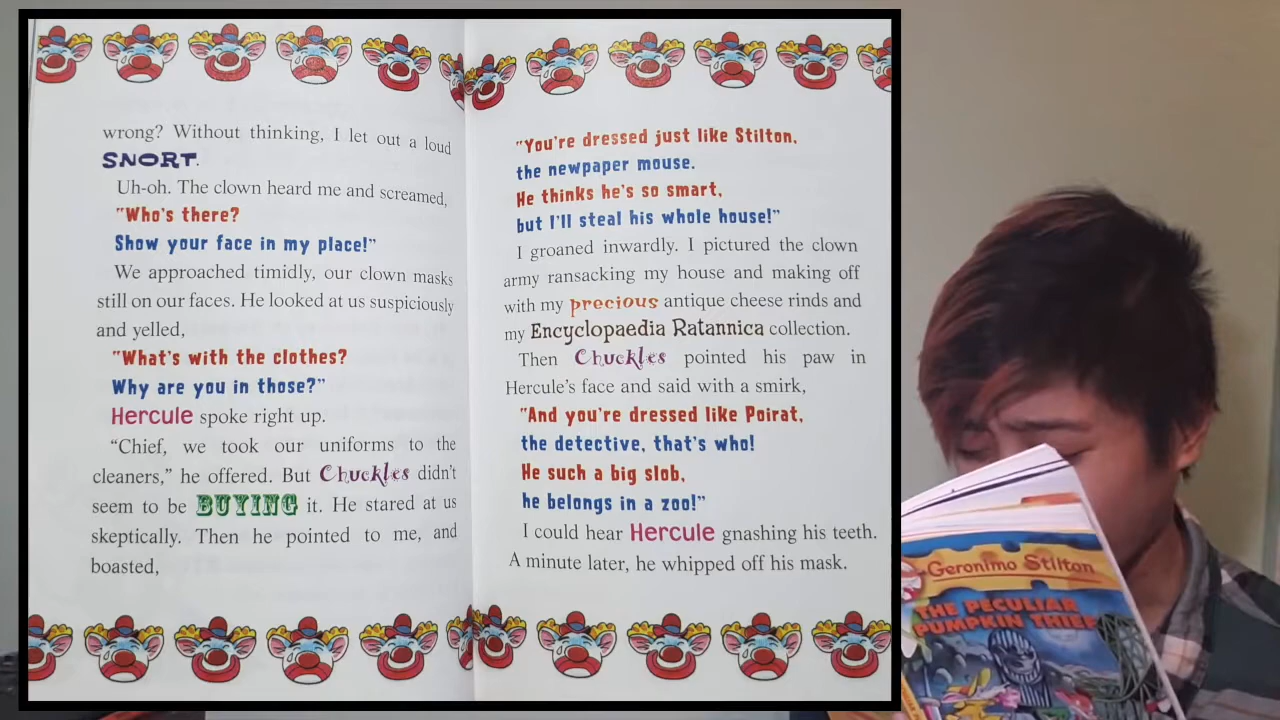 wrong? Without thinking, I let out a loud
SNORT.
Uh-oh. The clown heard me and screamed,
"Who's there?
Show your face in my place!"
We approached timidly, our clown masks
still on our faces. He looked at us suspiciously
and yelled,
"What's with the clothes?
Why are you in those?"
Hercule spoke right up.
"Chief, we took our uniforms to the
cleaners," he offered. But Chuckles didn't
seem to be BUYING it. He stared at us
skeptically. Then he pointed to me, and
boasted,
"You're dressed just like Stilton,
the newpaper mouse.
He thinks he's so smart,
but I'll steal his whole house!"
I groaned inwardly. I pictured the clown
army ransacking my house and making off
with my precious antique cheese rinds and
my Encyclopaedia Ratannica collection.
Then Chuckles pointed his paw in
Hercule's face and said with a smirk,
"And you're dressed like Poirat,
the detective, that's who!
He such a big slob,
he belongs in a zoo!"
I could hear Hercule gnashing his teeth.
A minute later, he whipped off his mask.
Geronimo Stilton
THE PECULIAR
PUMPKIN THIEF